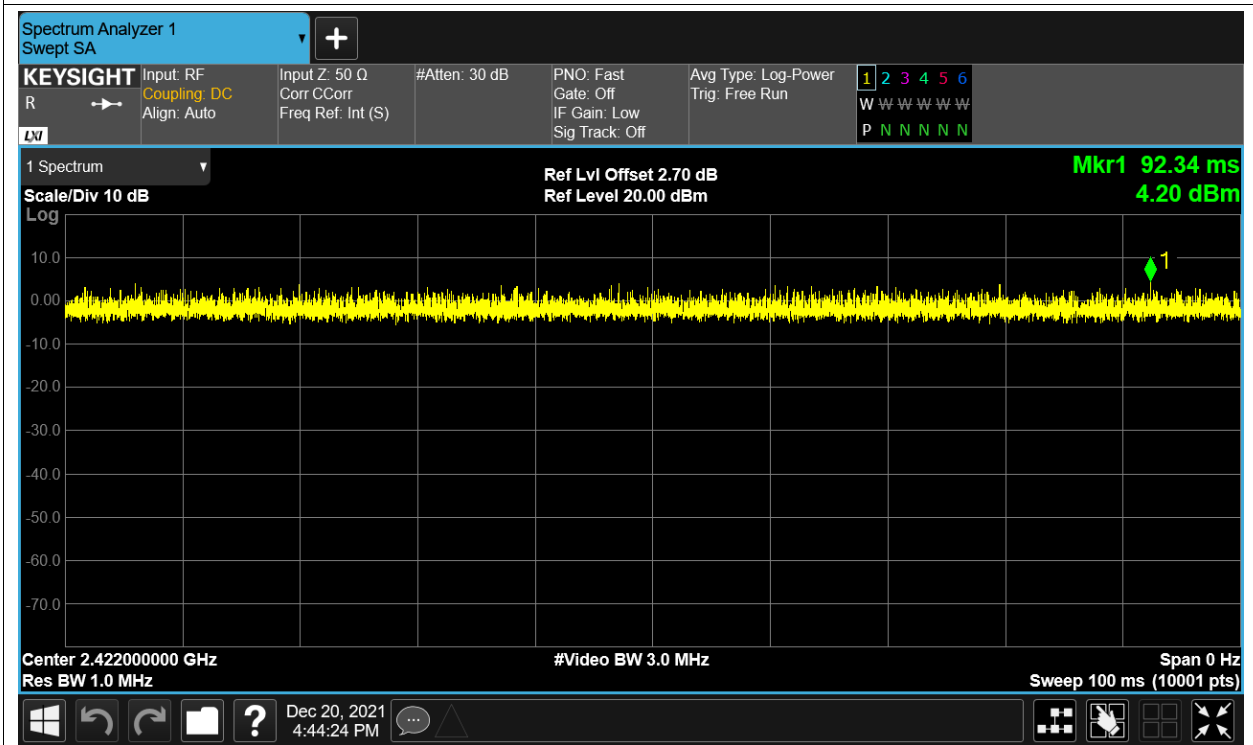 Spectrum Analyzer 1
Swept SA
KEYSIGHT
R
LXI
Input: RF
Coupling: DC
Align: Auto
Input Z: 50 Ω
Corr CCorr
Freq Ref: Int (S)
#Atten: 30 dB
PNO: Fast
Gate: Off
IF Gain: Low
Sig Track: Off
Avg Type: Log-Power
Trig: Free Run
1 2 3 4 5 6
W W W W W W
P N N N N N
1 Spectrum
Scale/Div 10 dB
Ref Lvl Offset 2.70 dB
Ref Level 20.00 dBm
Mkr1 92.34 ms
4.20 dBm
Log
10.0
1
0.00
-10.0
-20.0
-30.0
-40.0
-50.0
-60.0
-70.0
Center 2.422000000 GHz
Res BW 1.0 MHz
#Video BW 3.0 MHz
Span 0 Hz
Sweep 100 ms (10001 pts)
?
Dec 20, 2021
4:44:24 PM